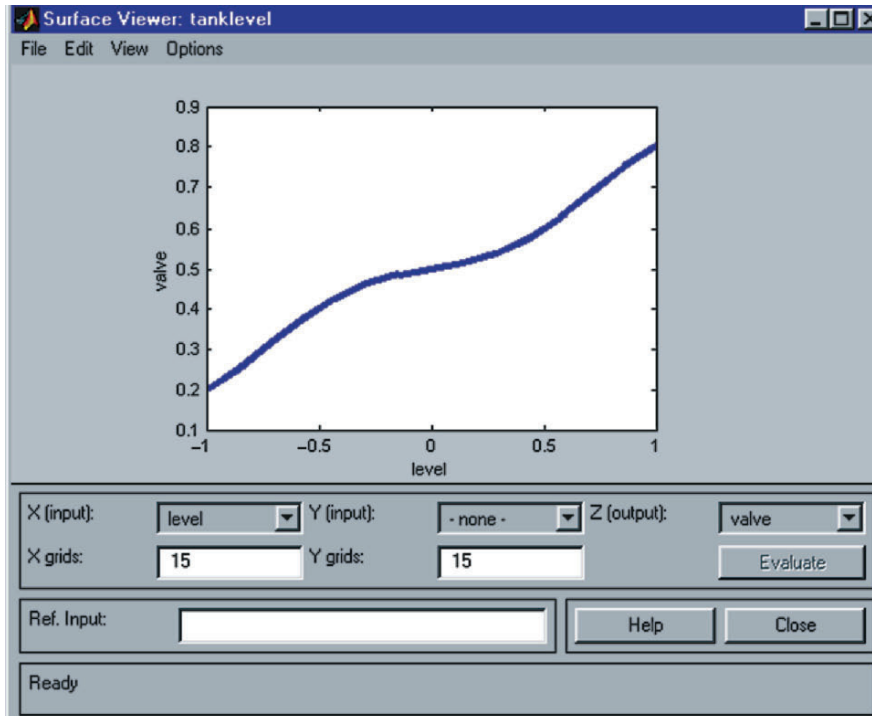 Surface Viewer: tanklevel
File Edit View Options
0.9
0.8
0.7
0.6
0.5
0.4
0.3
0.2
0.1
valve
−1 −0.5 0 0.5 1
level
X (input): level Y (input): - none - Z (output): valve
X grids: 15 Y grids: 15 Evaluate
Ref. Input: Help Close
Ready